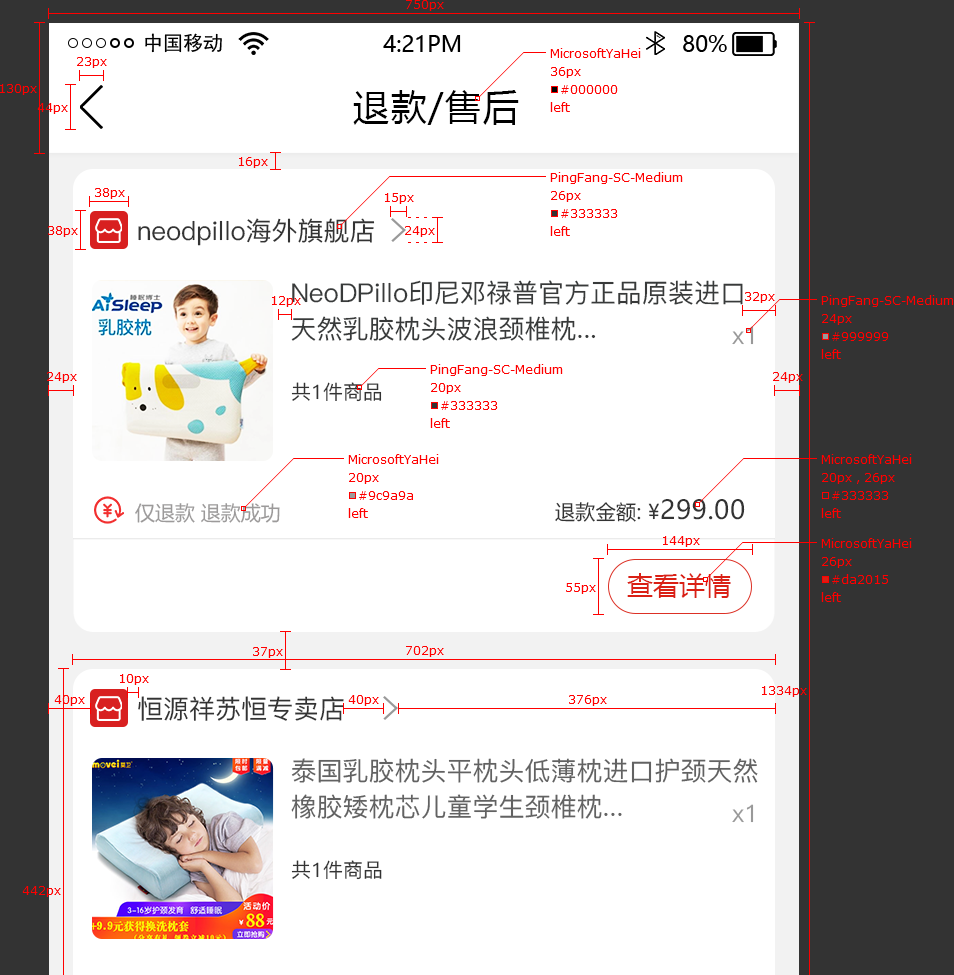 750px
中国移动
4:21PM
80%
130px
23px
44px
退款/售后
MicrosoftYaHei
36px
#000000
left
16px
PingFang-SC-Medium
26px
#333333
left
38px
38px
neodpillo海外旗舰店
15px
24px
睡眠博士
AiSleep
乳胶枕
12px
NeoDPillo印尼邓禄普官方正品原装进口
天然乳胶枕头波浪颈椎枕...
32px
x1
PingFang-SC-Medium
24px
#999999
left
24px
24px
共1件商品
PingFang-SC-Medium
20px
#333333
left
仅退款 退款成功
MicrosoftYaHei
20px
#9c9a9a
left
退款金额: ¥299.00
MicrosoftYaHei
20px , 26px
#333333
left
144px
55px
查看详情
MicrosoftYaHei
26px
#da2015
left
37px
702px
10px
40px
恒源祥苏恒专卖店
40px
376px
1334px
泰国乳胶枕头平枕头低薄枕进口护颈天然
橡胶矮枕芯儿童学生颈椎枕...
x1
共1件商品
442px
限时
包邮
限量
满减
3-16岁护颈发育 舒适睡眠
活动价
¥88元
+9.9元获得换洗枕套
立即抢购